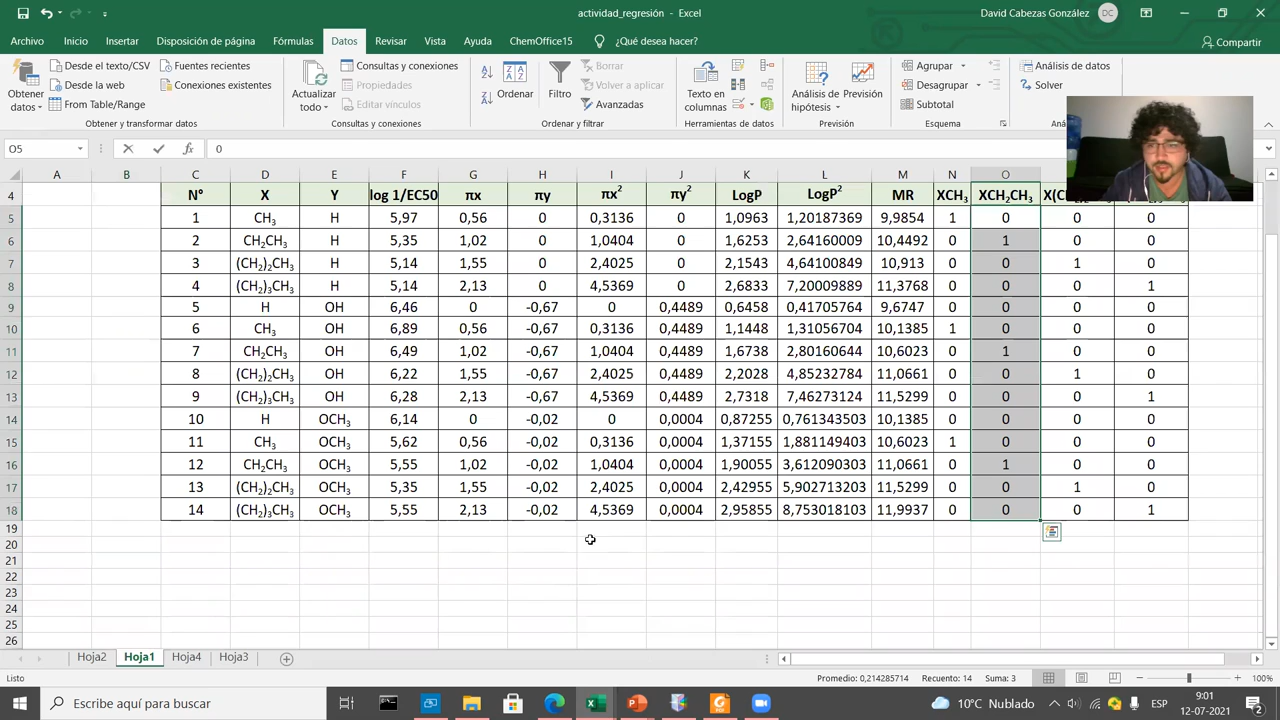 actividad_regresión - Excel
David Cabezas González DC
Archivo Inicio Insertar Disposición de página Fórmulas Datos Revisar Vista Ayuda ChemOffice15 ¿Qué desea hacer? Compartir
Obtener datos
Desde el texto/CSV
Desde la web
From Table/Range
Fuentes recientes
Conexiones existentes
Obtener y transformar datos
Actualizar todo
Consultas y conexiones
Propiedades
Editar vínculos
Consultas y conexiones
Ordenar
Filtro
Borrar
Volver a aplicar
Avanzadas
Ordenar y filtrar
Texto en columnas
Herramientas de datos
Análisis de hipótesis
Previsión
Previsión
Agrupar
Desagrupar
Subtotal
Esquema
Análisis de datos
Solver
O5 fx 0
A B C D E F G H I J K L M N O
4 N° X Y log 1/EC50 πx πy πx² πy² LogP LogP² MR XCH₃ XCH₂CH₃
5 1 CH₃ H 5,97 0,56 0 0,3136 0 1,0963 1,20187369 9,9854 1 0 0 0
6 2 CH₂CH₃ H 5,35 1,02 0 1,0404 0 1,6253 2,64160009 10,4492 0 1 0 0
7 3 (CH₂)₂CH₃ H 5,14 1,55 0 2,4025 0 2,1543 4,64100849 10,913 0 0 1 0
8 4 (CH₂)₃CH₃ H 5,14 2,13 0 4,5369 0 2,6833 7,20009889 11,3768 0 0 0 1
9 5 H OH 6,46 0 -0,67 0 0,4489 0,6458 0,41705764 9,6747 0 0 0 0
10 6 CH₃ OH 6,89 0,56 -0,67 0,3136 0,4489 1,1448 1,31056704 10,1385 1 0 0 0
11 7 CH₂CH₃ OH 6,49 1,02 -0,67 1,0404 0,4489 1,6738 2,80160644 10,6023 0 1 0 0
12 8 (CH₂)₂CH₃ OH 6,22 1,55 -0,67 2,4025 0,4489 2,2028 4,85232784 11,0661 0 0 1 0
13 9 (CH₂)₃CH₃ OH 6,28 2,13 -0,67 4,5369 0,4489 2,7318 7,46273124 11,5299 0 0 0 1
14 10 H OCH₃ 6,14 0 -0,02 0 0,0004 0,87255 0,761343503 10,1385 0 0 0 0
15 11 CH₃ OCH₃ 5,62 0,56 -0,02 0,3136 0,0004 1,37155 1,881149403 10,6023 1 0 0 0
16 12 CH₂CH₃ OCH₃ 5,55 1,02 -0,02 1,0404 0,0004 1,90055 3,612090303 11,0661 0 1 0 0
17 13 (CH₂)₂CH₃ OCH₃ 5,35 1,55 -0,02 2,4025 0,0004 2,42955 5,902713203 11,5299 0 0 1 0
18 14 (CH₂)₃CH₃ OCH₃ 5,55 2,13 -0,02 4,5369 0,0004 2,95855 8,753018103 11,9937 0 0 0 1
19
20
21
22
23
24
25
26
Hoja2 Hoja1 Hoja4 Hoja3
Listo Promedio: 0,214285714 Recuento: 14 Suma: 3 100%
Escribe aquí para buscar 10°C Nublado ESP 9:01
12-07-2021 2